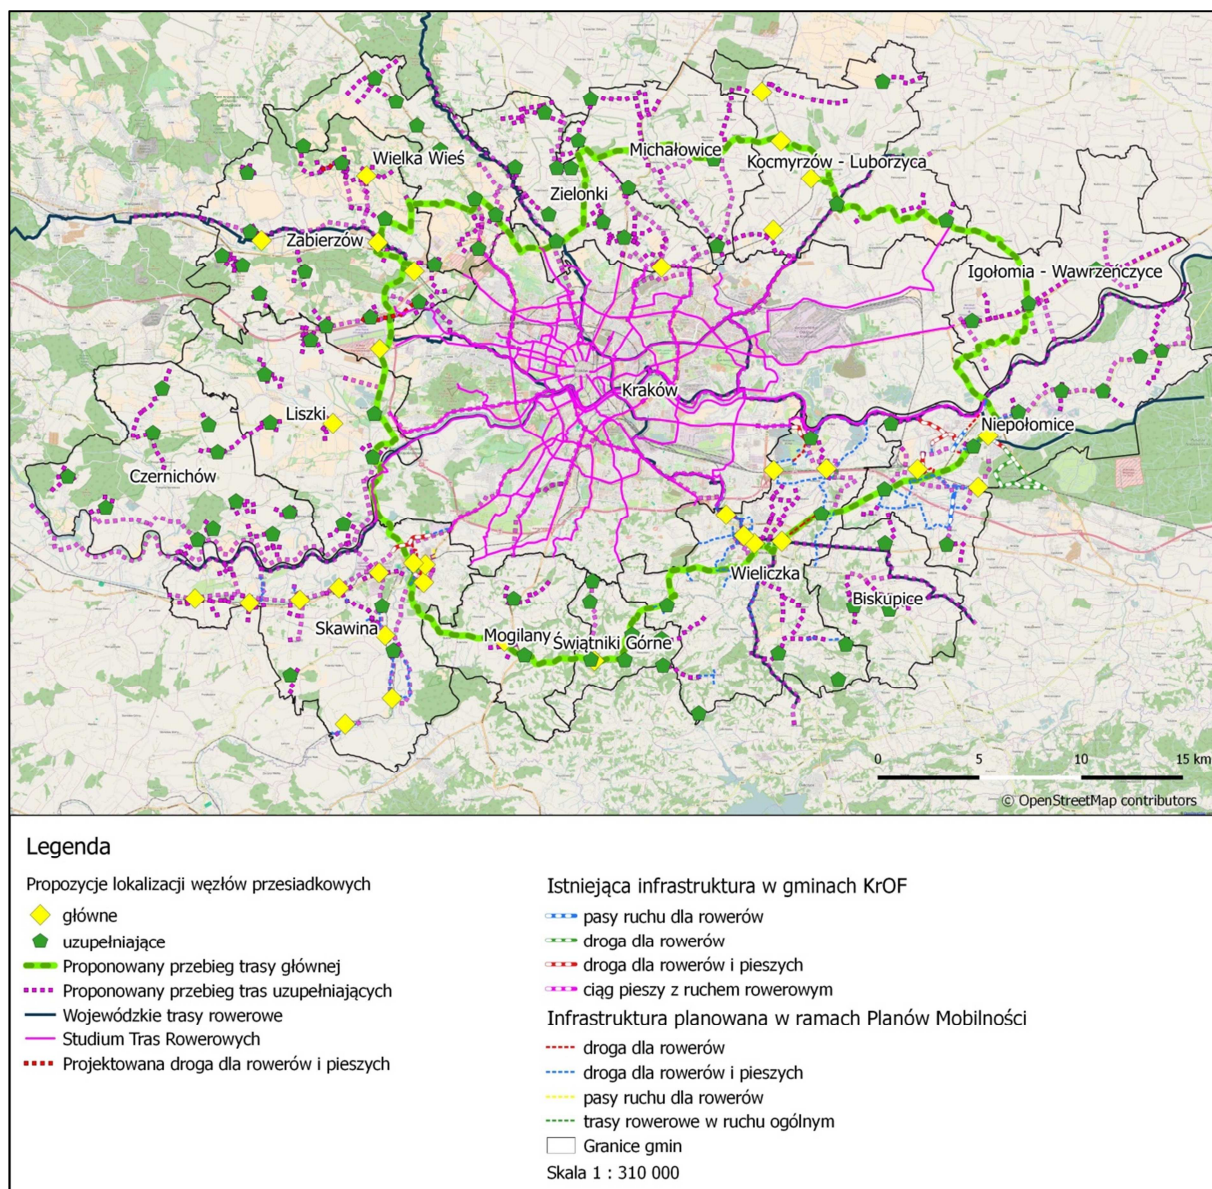 Wielka Wieś
Michałowice
Kocmyrzów - Luborzyca
Zielonki
Zabierzów
Igołomia - Wawrzeńczyce
Kraków
Liszki
Niepołomice
Czernichów
Wieliczka
Biskupice
Skawina
Mogilany
Świątniki Górne
0 5 10 15 km
© OpenStreetMap contributors
Legenda
Propozycje lokalizacji węzłów przesiadkowych
główne
uzupełniające
Proponowany przebieg trasy głównej
Proponowany przebieg tras uzupełniających
Wojewódzkie trasy rowerowe
Studium Tras Rowerowych
Projektowana droga dla rowerów i pieszych
Istniejąca infrastruktura w gminach KrOF
pasy ruchu dla rowerów
droga dla rowerów
droga dla rowerów i pieszych
ciąg pieszy z ruchem rowerowym
Infrastruktura planowana w ramach Planów Mobilności
droga dla rowerów
droga dla rowerów i pieszych
pasy ruchu dla rowerów
trasy rowerowe w ruchu ogólnym
Granice gmin
Skala 1 : 310 000